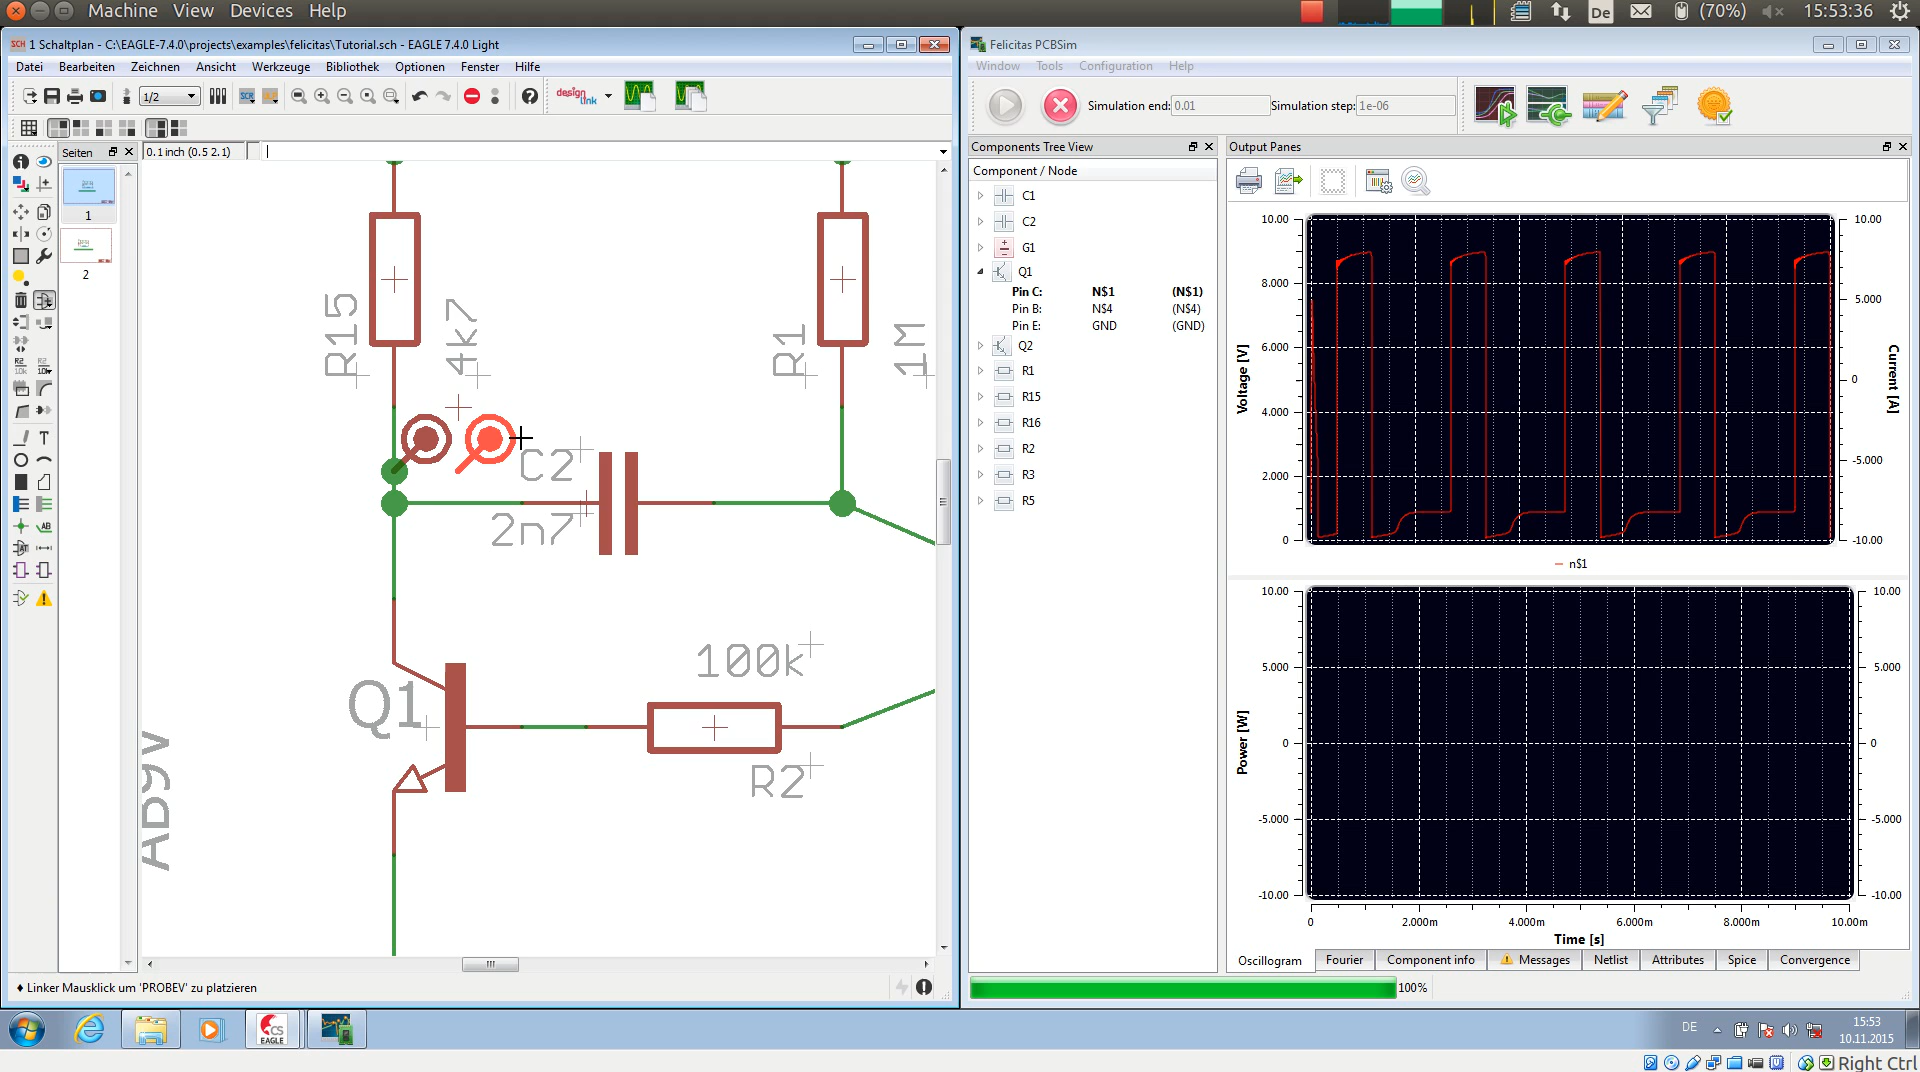 Machine View Devices Help
De (70%) 15:53:36
1 Schaltplan - C:\EAGLE-7.4.0\projects\examples\felicitas\Tutorial.sch - EAGLE 7.4.0 Light
Datei Bearbeiten Zeichnen Ansicht Werkzeuge Bibliothek Optionen Fenster Hilfe
1/2
design link
Seiten
0.1 inch (0.5 2.1)
1
2
R15
4k7
R1
1M
C2
2n7
Q1
100k
R2
AB9V
Linker Mausklick um 'PROBEV' zu platzieren
Felicitas PCBSim
Window Tools Configuration Help
Simulation end: 0.01 Simulation step: 1e-06
Components Tree View
Component / Node
C1
C2
G1
Q1
Pin C: N$1 (N$1)
Pin B: N$4 (N$4)
Pin E: GND (GND)
Q2
R1
R15
R16
R2
R3
R5
Output Panes
10.00 10.00
8.000
5.000
6.000
Voltage [V]
0
Current [A]
4.000
-5.000
2.000
0 -10.00
n$1
10.00 10.00
5.000 5.000
Power [W]
0 0
-5.000 -5.000
-10.00 -10.00
0 2.000m 4.000m 6.000m 8.000m 10.00m
Time [s]
Oscillogram Fourier Component info Messages Netlist Attributes Spice Convergence
100%
CS
EAGLE
DE
15:53
10.11.2015
Right Ctrl